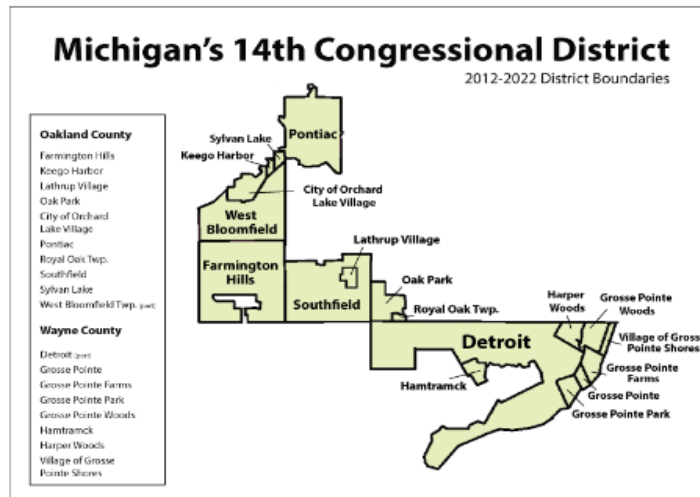 Michigan's 14th Congressional District
2012-2022 District Boundaries
Oakland County
Farmington Hills
Keego Harbor
Lathrup Village
Oak Park
City of Orchard
Lake Village
Pontiac
Royal Oak Twp.
Southfield
Sylvan Lake
West Bloomfield Twp. (part)
Wayne County
Detroit (part)
Grosse Pointe
Grosse Pointe Farms
Grosse Pointe Park
Grosse Pointe Woods
Hamtramck
Harper Woods
Village of Grosse
Pointe Shores
Pontiac
Sylvan Lake
Keego Harbor
City of Orchard
Lake Village
West
Bloomfield
Farmington
Hills
Lathrup Village
Southfield
Oak Park
Royal Oak Twp.
Harper
Woods
Grosse Pointe
Woods
Village of Gross
Pointe Shores
Detroit
Grosse Pointe
Farms
Hamtramck
Grosse Pointe
Grosse Pointe Park